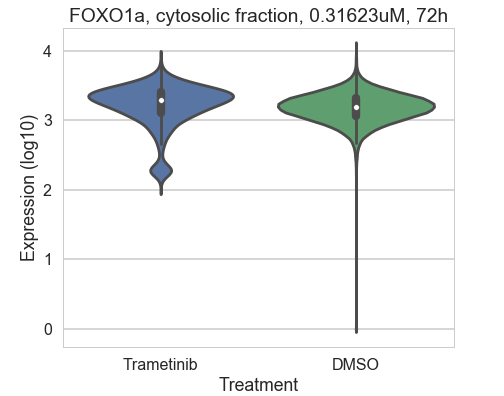 FOXO1a, cytosolic fraction, 0.31623uM, 72h
4
3
2
1
0
Expression (log10)
Trametinib DMSO
Treatment